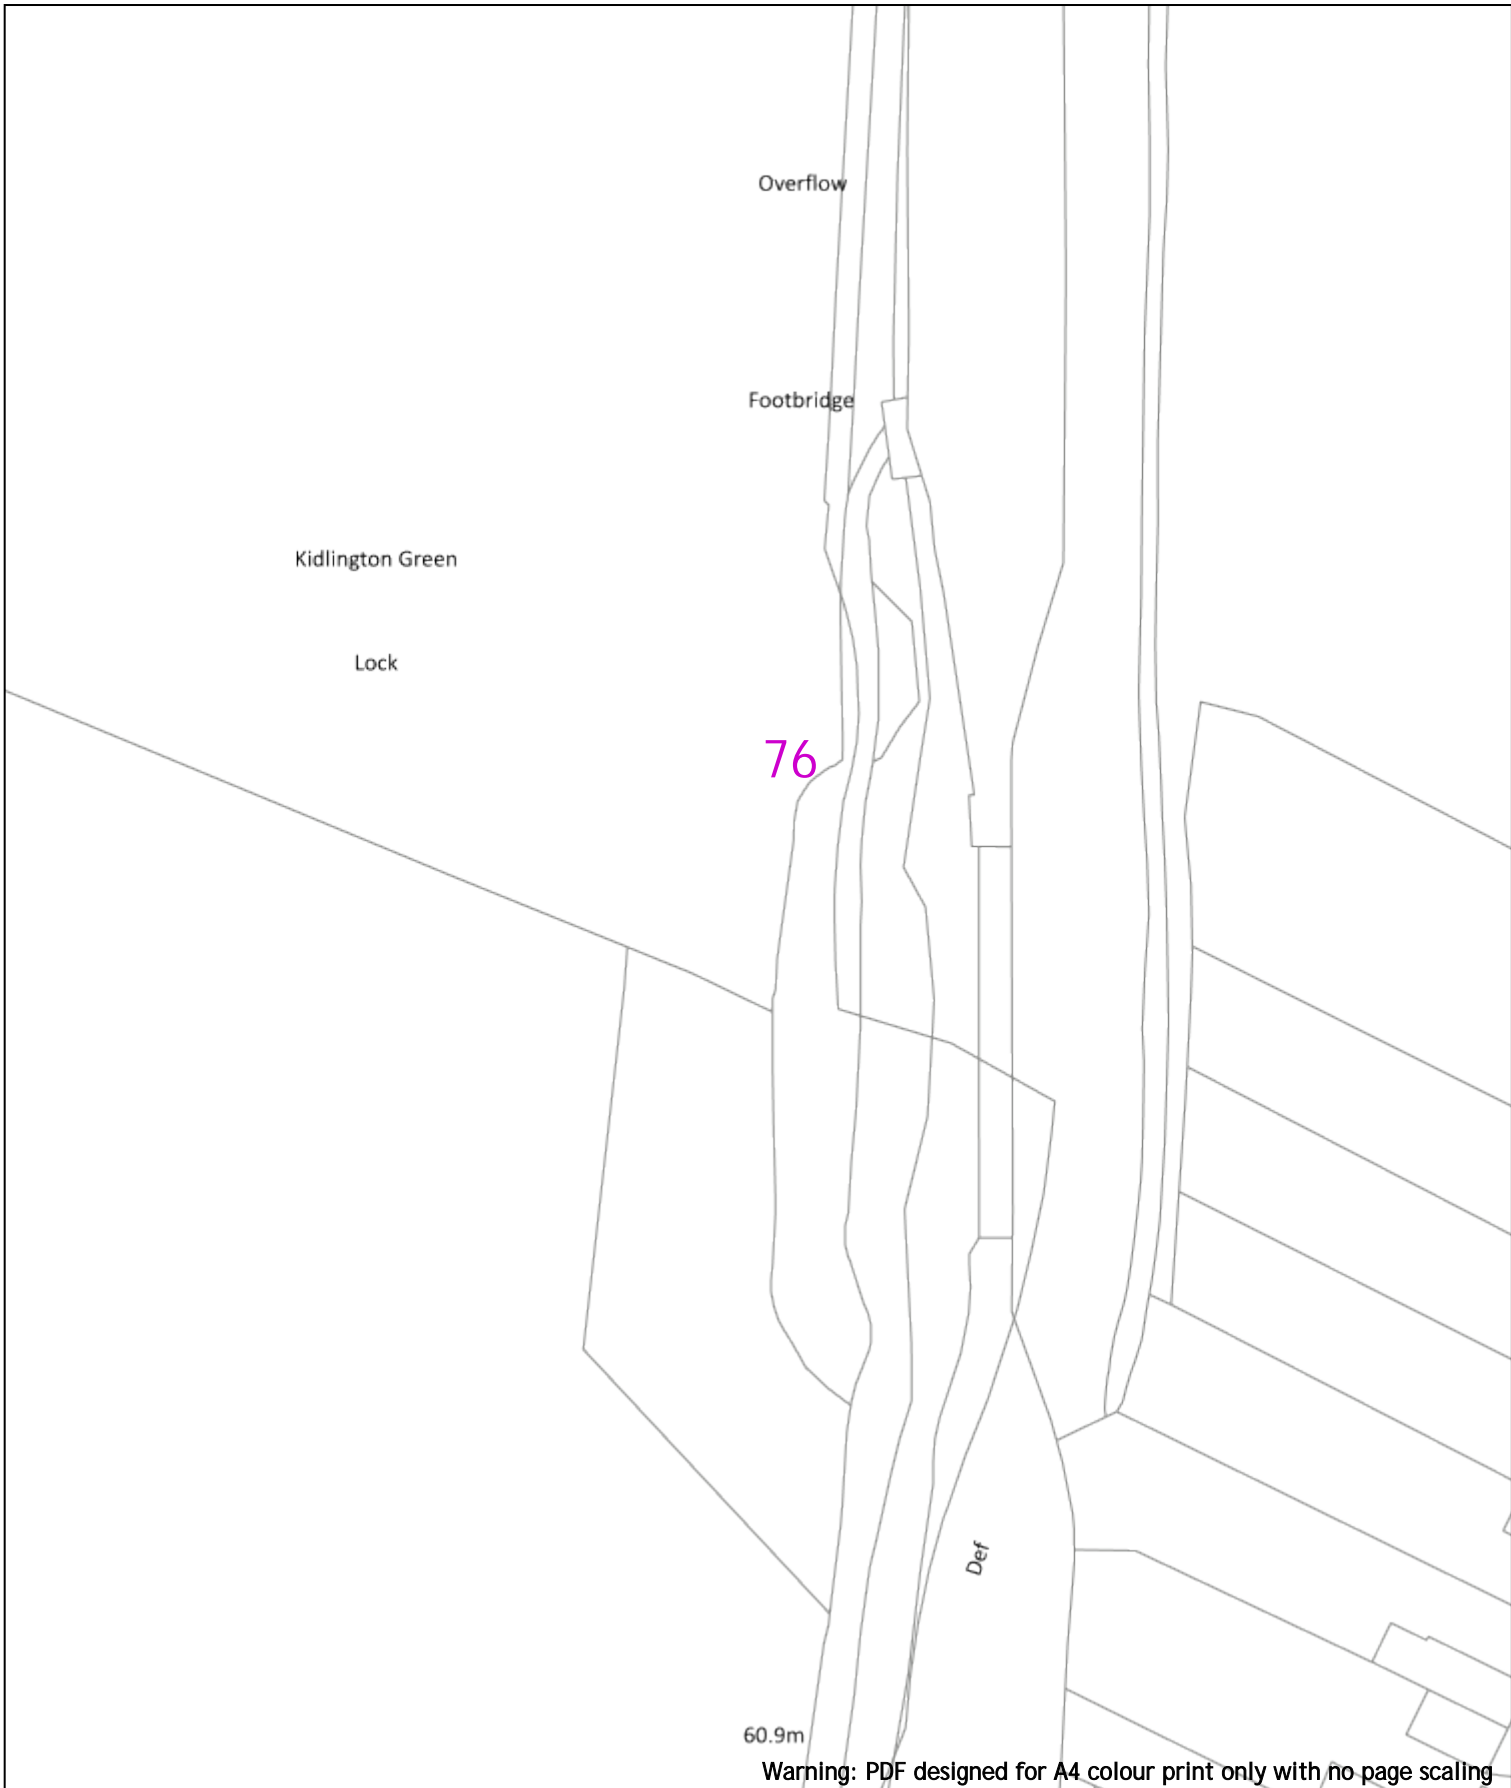 Overflow
Footbridge
Kidlington Green
Lock
76
Def
60.9m
Warning: PDF designed for A4 colour print only with no page scaling